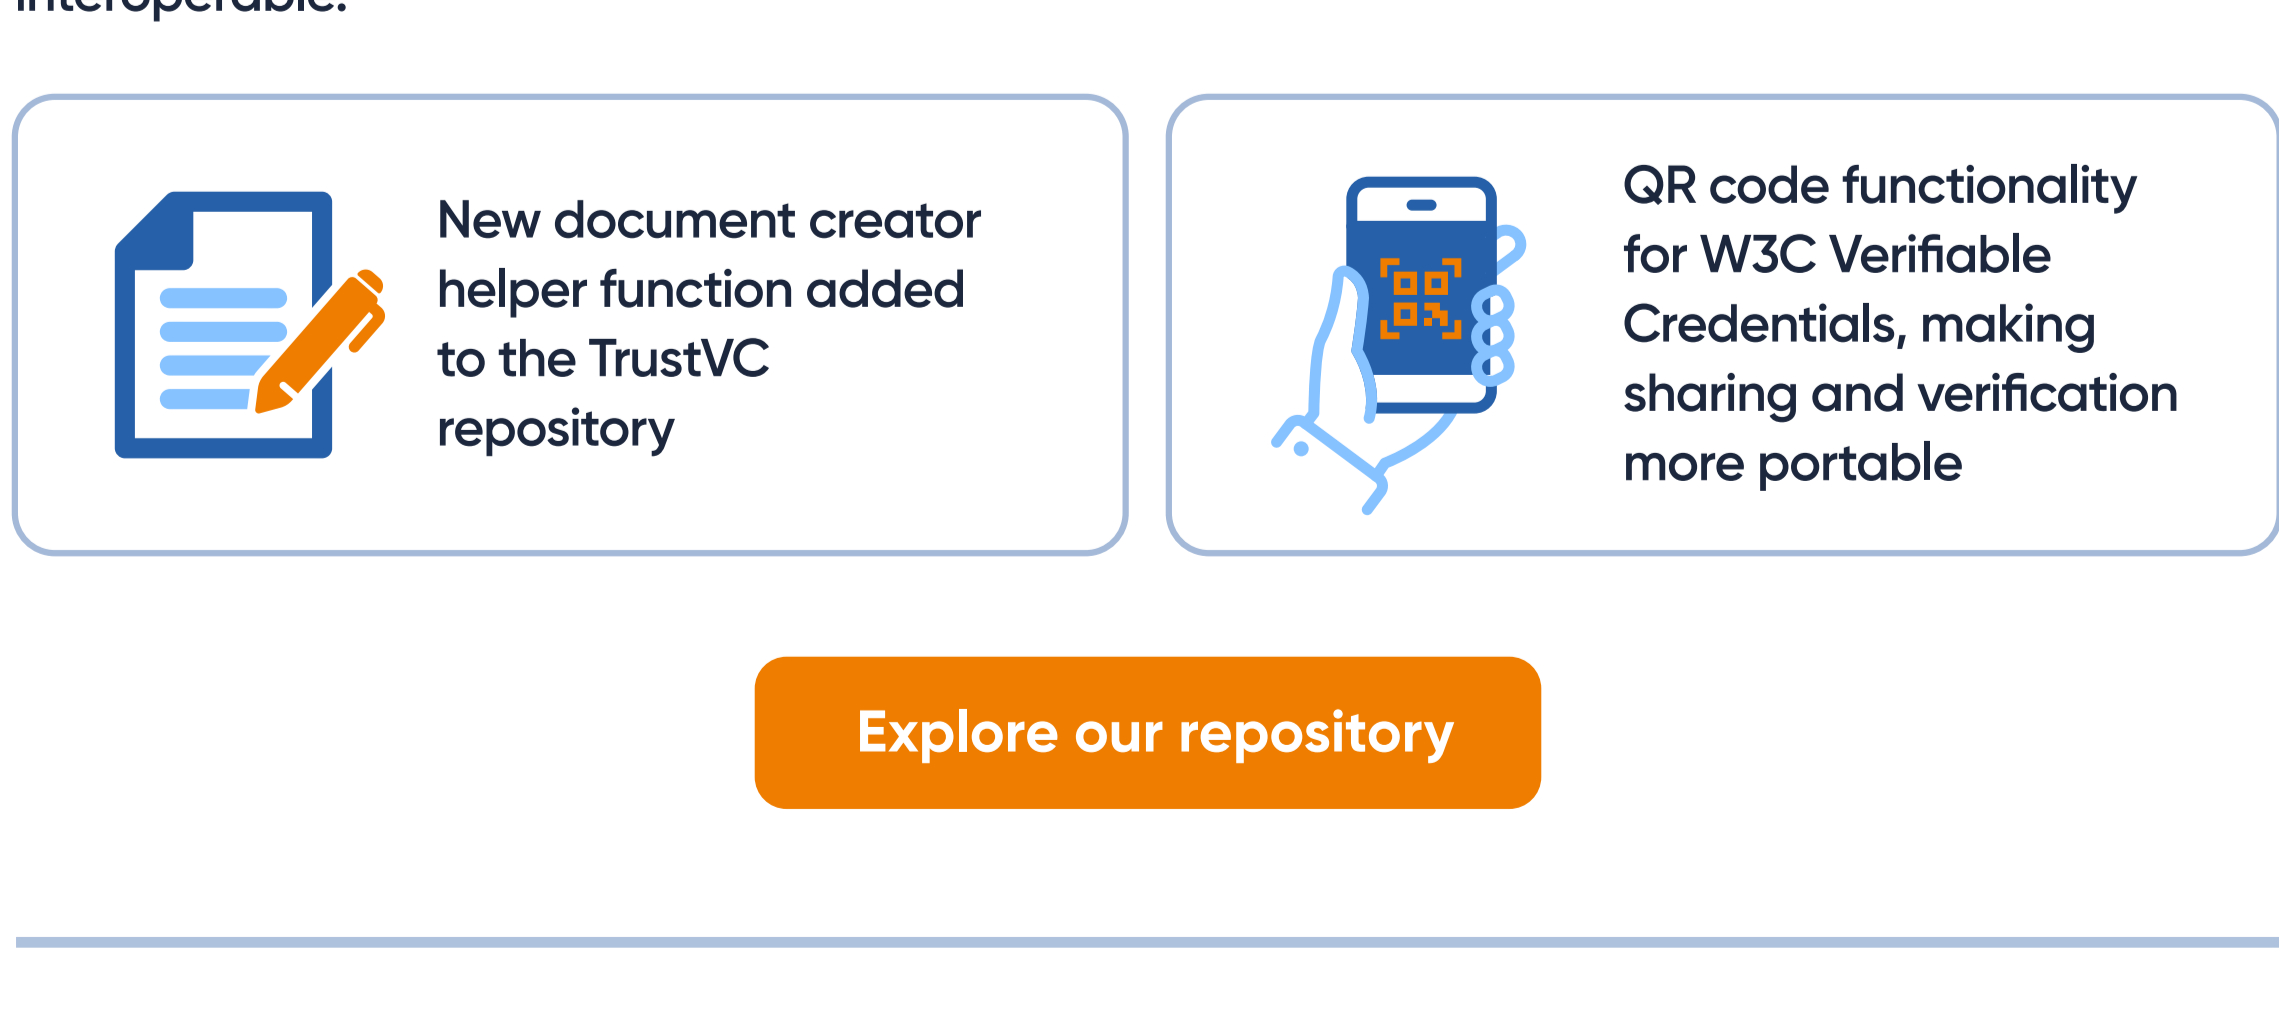 interoperable.
New document creator
helper function added
to the TrustVC
repository
QR code functionality
for W3C Verifiable
Credentials, making
sharing and verification
more portable
Explore our repository